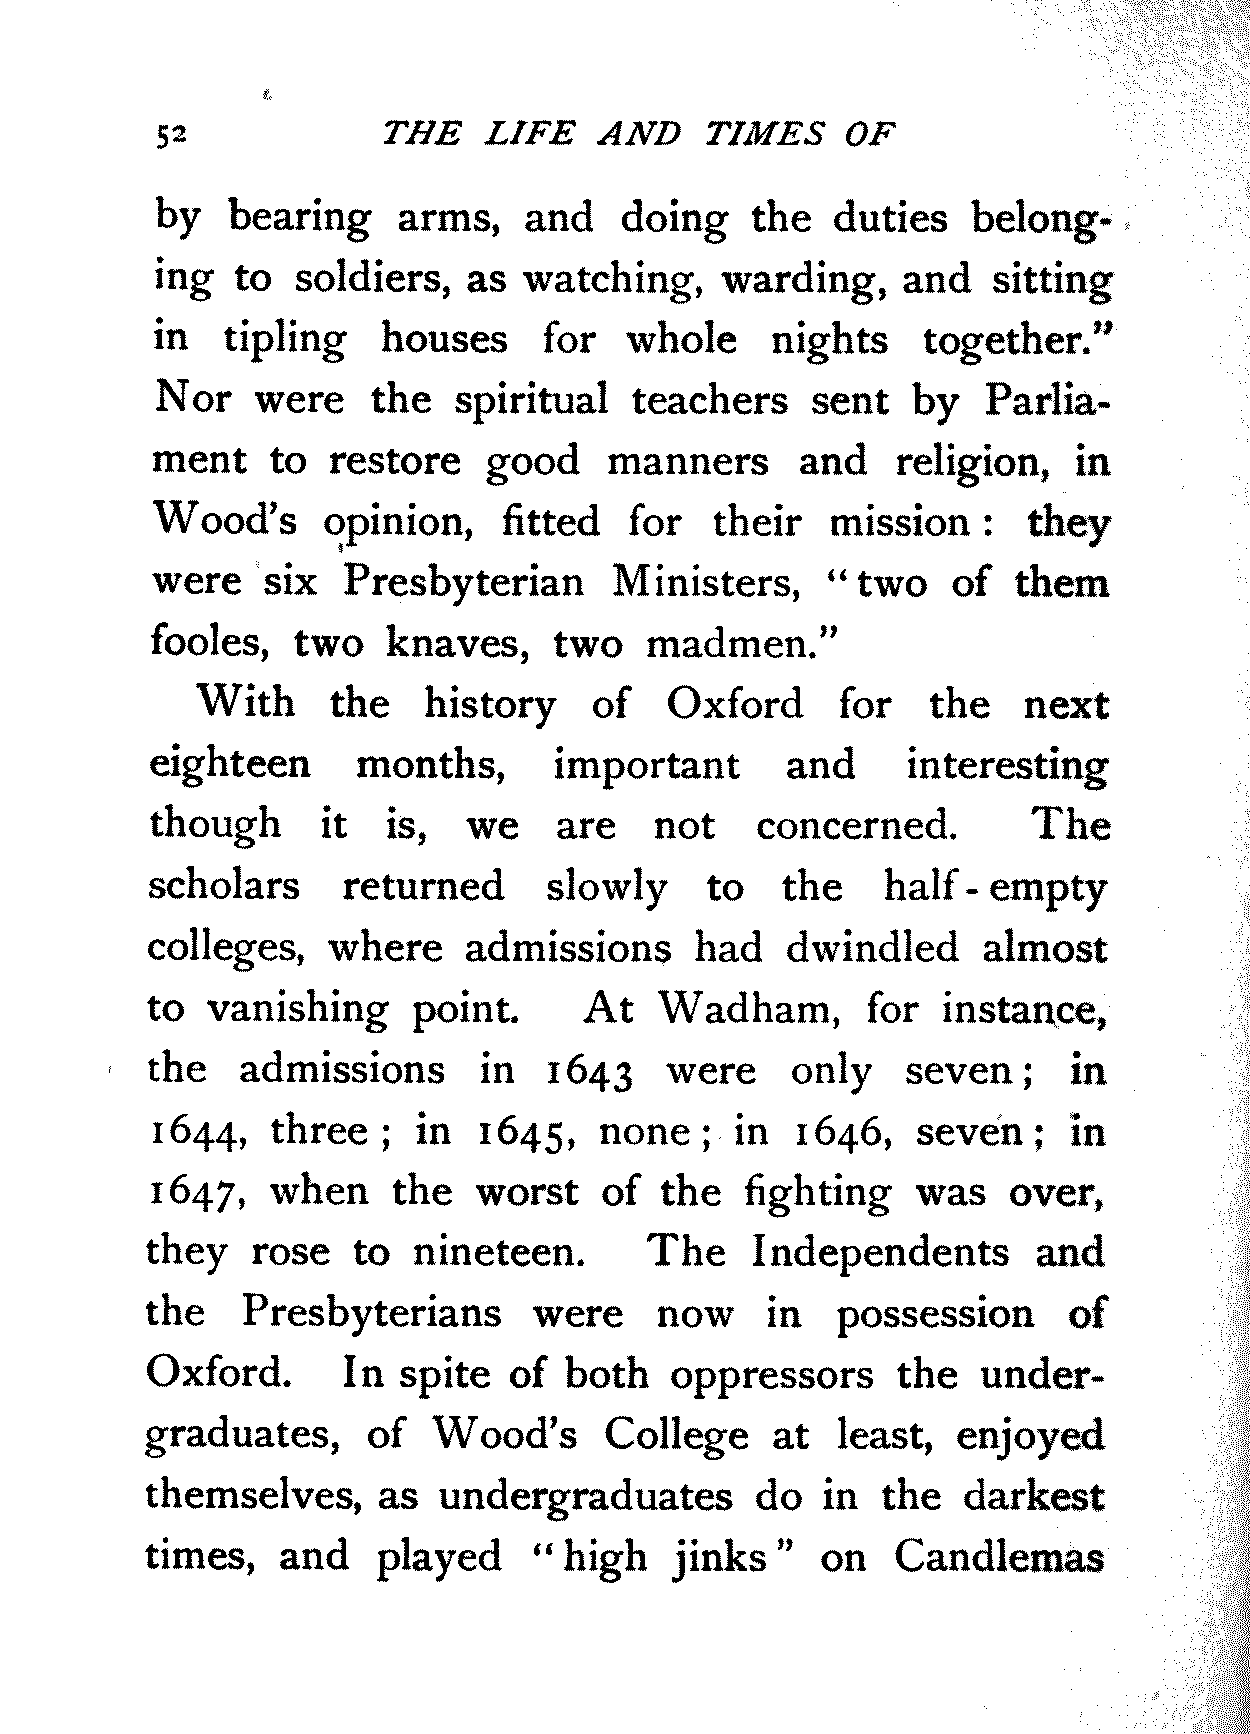 52 THE LIFE AND TIMES OF
by bearing arms, and doing the duties belong-
ing to soldiers, as watching, warding, and sitting
in tipling houses for whole nights together."
Nor were the spiritual teachers sent by Parlia-
ment to restore good manners and religion, in
Wood's opinion, fitted for their mission : they
were six Presbyterian Ministers, "two of them
fooles, two knaves, two madmen."
With the history of Oxford for the next
eighteen months, important and interesting
though it is, we are not concerned. The
scholars returned slowly to the half-empty
colleges, where admissions had dwindled almost
to vanishing point. At Wadham, for instance,
the admissions in 1643 were only seven; in
1644, three; in 1645, none; in 1646, seven; in
1647, when the worst of the fighting was over,
they rose to nineteen. The Independents and
the Presbyterians were now in possession of
Oxford. In spite of both oppressors the under-
graduates, of Wood's College at least, enjoyed
themselves, as undergraduates do in the darkest
times, and played "high jinks" on Candlemas